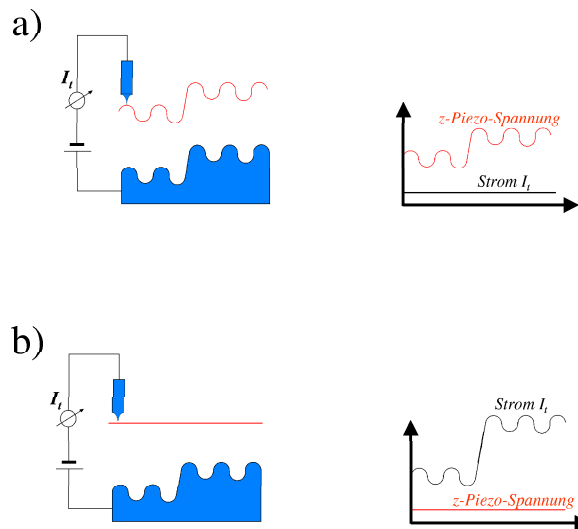 a)
I_t
z-Piezo-Spannung
Strom I_t
b)
I_t
Strom I_t
z-Piezo-Spannung